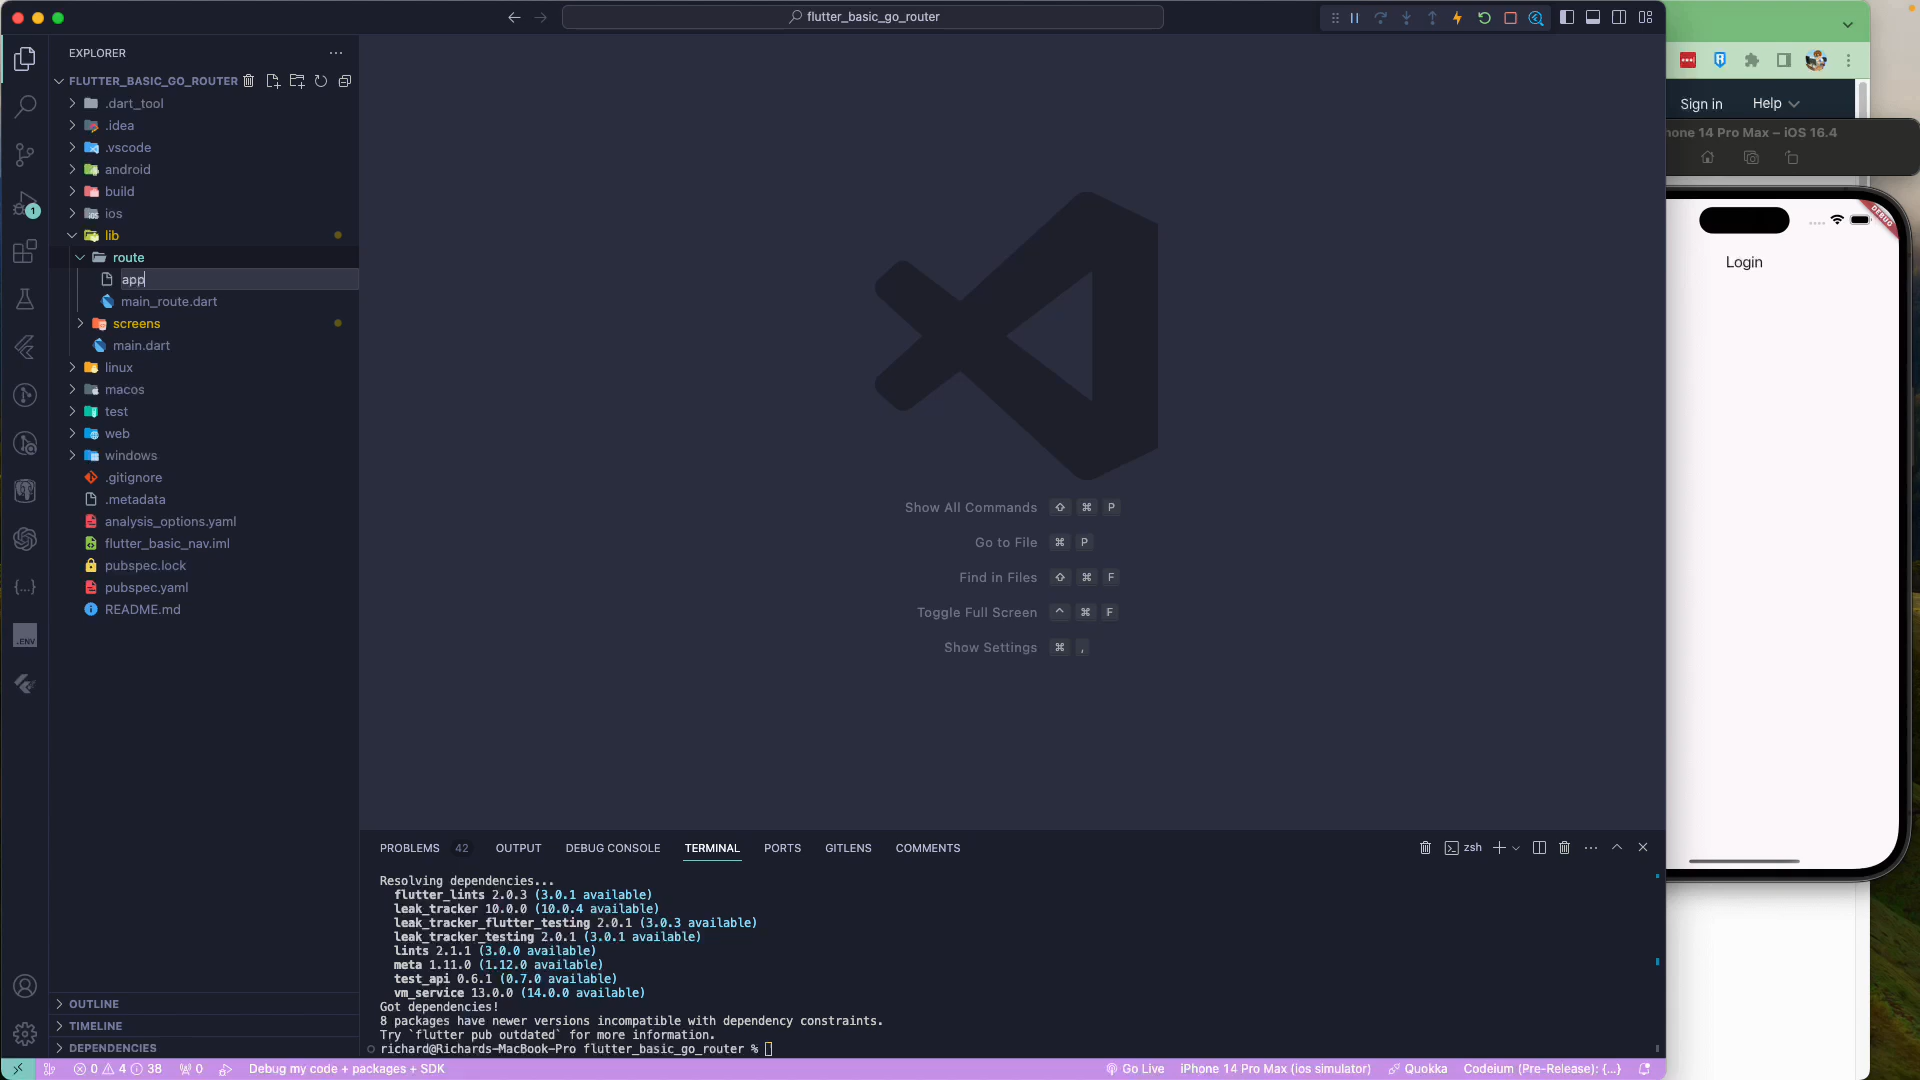 flutter_basic_go_router
EXPLORER
FLUTTER_BASIC_GO_ROUTER
.dart_tool
.idea
.vscode
android
build
ios
lib
route
app
main_route.dart
screens
main.dart
linux
macos
test
web
windows
.gitignore
.metadata
analysis_options.yaml
flutter_basic_nav.iml
pubspec.lock
pubspec.yaml
README.md
OUTLINE
TIMELINE
DEPENDENCIES
1
.ENV
Show All Commands ⇧ ⌘ P
Go to File ⌘ P
Find in Files ⇧ ⌘ F
Toggle Full Screen ^ ⌘ F
Show Settings ⌘ ,
PROBLEMS 42 OUTPUT DEBUG CONSOLE TERMINAL PORTS GITLENS COMMENTS
zsh
Resolving dependencies...
flutter_lints 2.0.3 (3.0.1 available)
leak_tracker 10.0.0 (10.0.4 available)
leak_tracker_flutter_testing 2.0.1 (3.0.3 available)
leak_tracker_testing 2.0.1 (3.0.1 available)
lints 2.1.1 (3.0.0 available)
meta 1.11.0 (1.12.0 available)
test_api 0.6.1 (0.7.0 available)
vm_service 13.0.0 (14.0.0 available)
Got dependencies!
8 packages have newer versions incompatible with dependency constraints.
Try `flutter pub outdated` for more information.
richard@Richards-MacBook-Pro flutter_basic_go_router %
0 4 38 0 Debug my code + packages + SDK
Go Live iPhone 14 Pro Max (ios simulator) Quokka Codeium (Pre-Release): {...}
Sign in Help
hone 14 Pro Max – iOS 16.4
DEBUG
Login